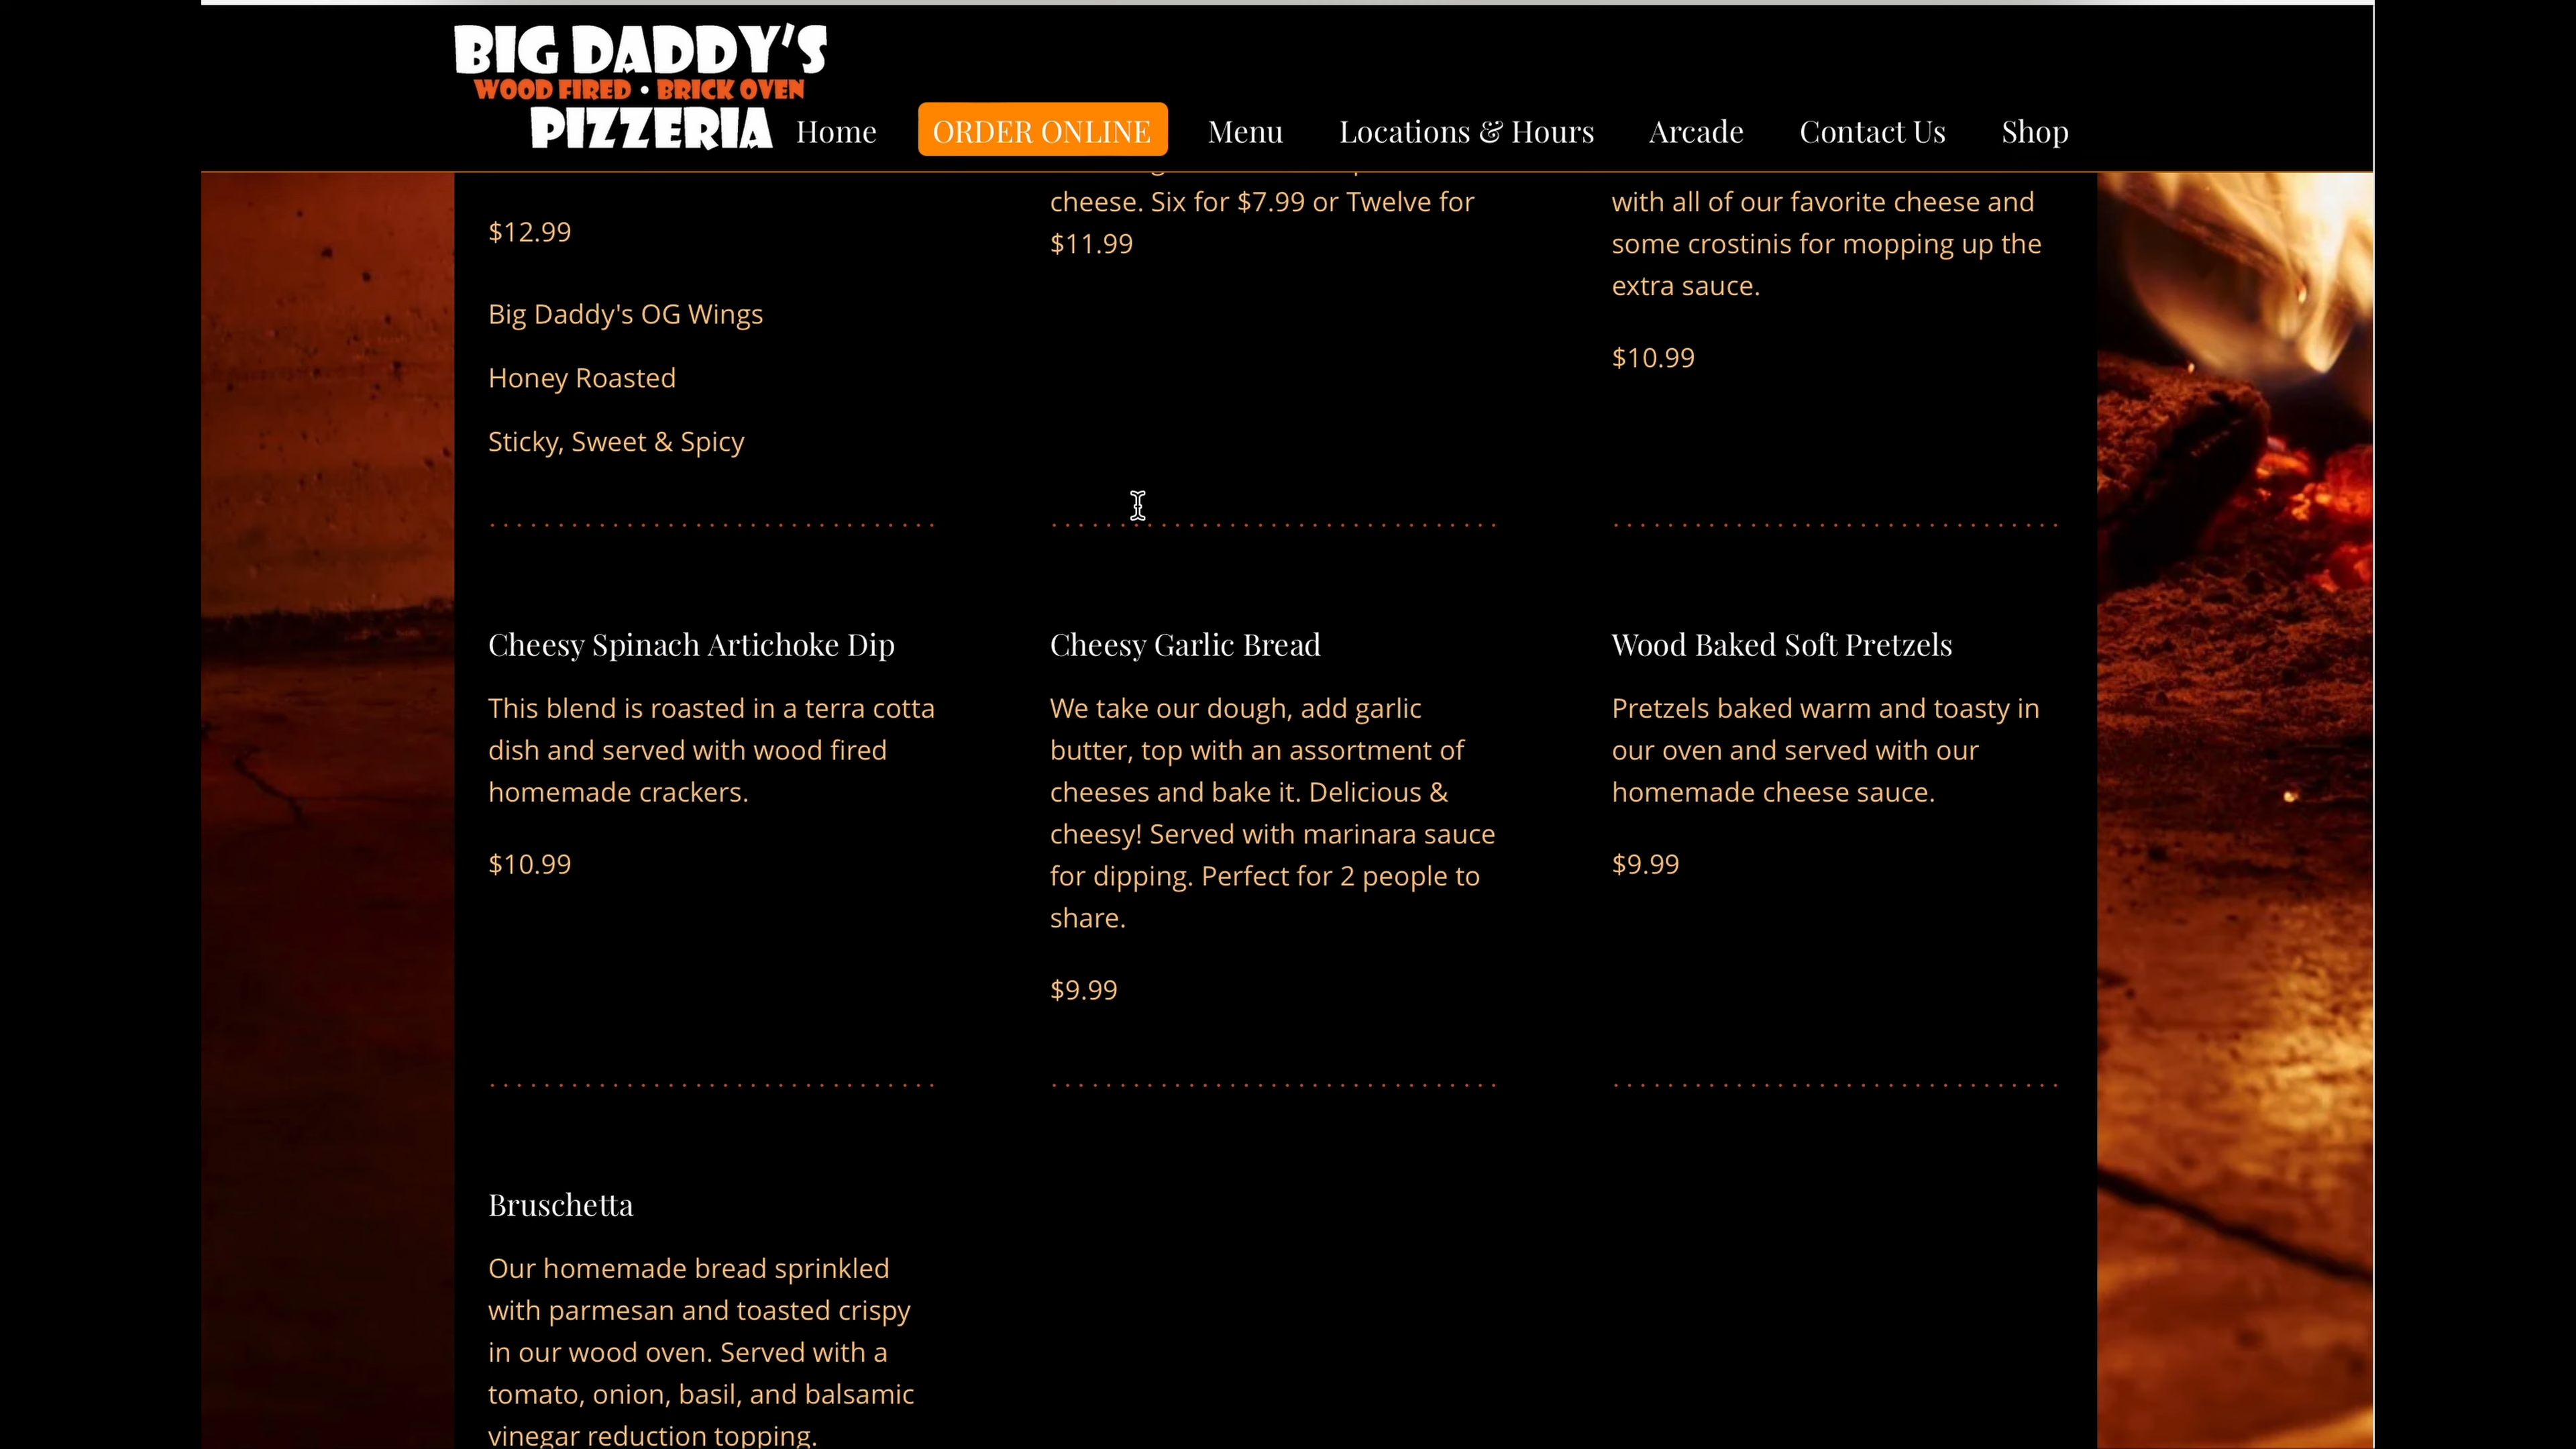 BIG DADDY'S
WOOD FIRED • BRICK OVEN
PIZZERIA
Home
ORDER ONLINE
Menu
Locations & Hours
Arcade
Contact Us
Shop
$12.99
Big Daddy's OG Wings
Honey Roasted
Sticky, Sweet & Spicy
cheese. Six for $7.99 or Twelve for
$11.99
with all of our favorite cheese and
some crostinis for mopping up the
extra sauce.
$10.99
Cheesy Spinach Artichoke Dip
This blend is roasted in a terra cotta
dish and served with wood fired
homemade crackers.
$10.99
Cheesy Garlic Bread
We take our dough, add garlic
butter, top with an assortment of
cheeses and bake it. Delicious &
cheesy! Served with marinara sauce
for dipping. Perfect for 2 people to
share.
$9.99
Wood Baked Soft Pretzels
Pretzels baked warm and toasty in
our oven and served with our
homemade cheese sauce.
$9.99
Bruschetta
Our homemade bread sprinkled
with parmesan and toasted crispy
in our wood oven. Served with a
tomato, onion, basil, and balsamic
vinegar reduction topping.